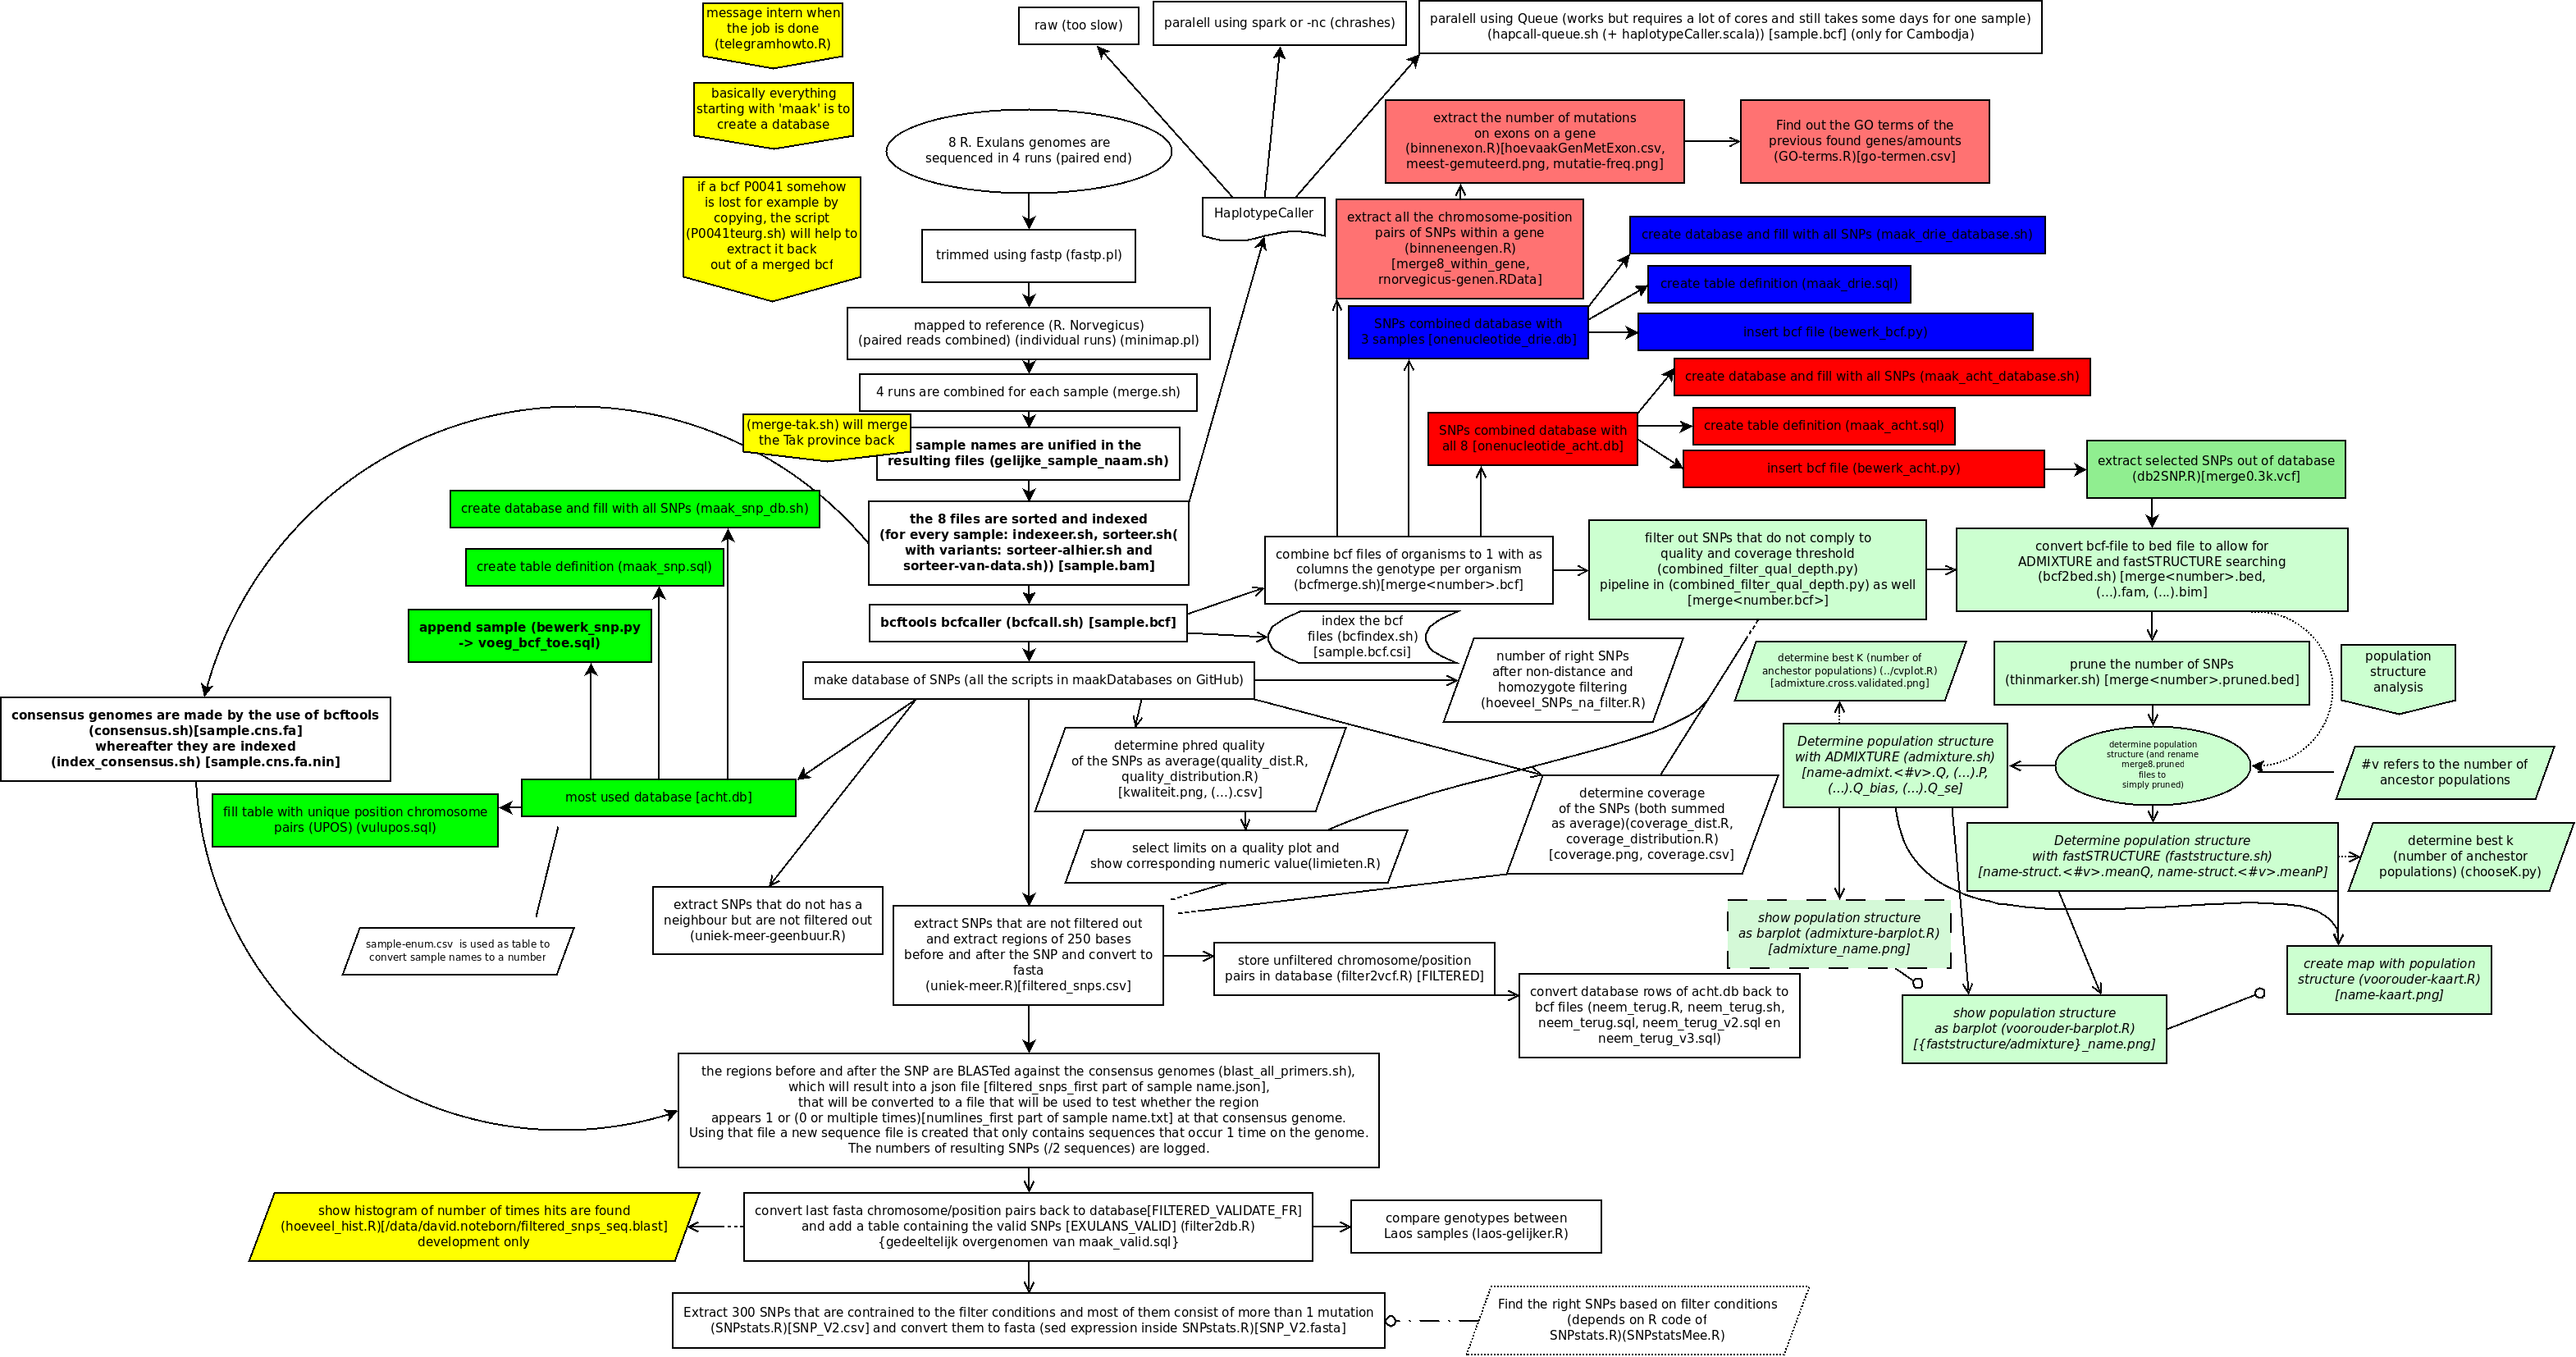 message intern when
the job is done
(telegramhowto.R)
basically everything
starting with 'maak' is to
create a database
if a bcf P0041 somehow
is lost for example by
copying, the script
(P0041teurg.sh) will help to
extract it back
out of a merged bcf
raw (too slow)
paralell using spark or -nc (chrashes)
paralell using Queue (works but requires a lot of cores and still takes some days for one sample)
(hapcall-queue.sh (+ haplotypeCaller.scala)) [sample.bcf] (only for Cambodja)
HaplotypeCaller
8 R. Exulans genomes are
sequenced in 4 runs (paired end)
trimmed using fastp (fastp.pl)
mapped to reference (R. Norvegicus)
(paired reads combined) (individual runs) (minimap.pl)
4 runs are combined for each sample (merge.sh)
(merge-tak.sh) will merge
the Tak province back
sample names are unified in the
resulting files (gelijke_sample_naam.sh)
the 8 files are sorted and indexed
(for every sample: indexeer.sh, sorteer.sh(
with variants: sorteer-alhier.sh and
sorteer-van-data.sh)) [sample.bam]
bcftools bcfcaller (bcfcall.sh) [sample.bcf]
make database of SNPs (all the scripts in maakDatabases on GitHub)
extract the number of mutations
on exons on a gene
(binnenexon.R)[hoevaakGenMetExon.csv,
meest-gemuteerd.png, mutatie-freq.png]
Find out the GO terms of the
previous found genes/amounts
(GO-terms.R)[go-termen.csv]
extract all the chromosome-position
pairs of SNPs within a gene
(binneneengen.R)
[merge8_within_gene,
rnorvegicus-genen.RData]
SNPs combined database with
3 samples [onenucleotide_drie.db]
create database and fill with all SNPs (maak_drie_database.sh)
create table definition (maak_drie.sql)
insert bcf file (bewerk_bcf.py)
SNPs combined database with
all 8 [onenucleotide_acht.db]
create database and fill with all SNPs (maak_acht_database.sh)
create table definition (maak_acht.sql)
insert bcf file (bewerk_acht.py)
extract selected SNPs out of database
(db2SNP.R)[merge0.3k.vcf]
combine bcf files of organisms to 1 with as
columns the genotype per organism
(bcfmerge.sh)[merge<number>.bcf]
index the bcf
files (bcfindex.sh)
[sample.bcf.csi]
filter out SNPs that do not comply to
quality and coverage threshold
(combined_filter_qual_depth.py)
pipeline in (combined_filter_qual_depth.py) as well
[merge<number.bcf>]
convert bcf-file to bed file to allow for
ADMIXTURE and fastSTRUCTURE searching
(bcf2bed.sh) [merge<number>.bed,
(...).fam, (...).bim]
prune the number of SNPs
(thinmarker.sh) [merge<number>.pruned.bed]
population
structure
analysis
determine population
structure (and rename
merge8.pruned
files to
simply pruned)
#v refers to the number of
ancestor populations
determine best K (number of
anchestor populations) (../cvplot.R)
[admixture.cross.validated.png]
Determine population structure
with ADMIXTURE (admixture.sh)
[name-admixt.<#v>.Q, (...).P,
(...).Q_bias, (...).Q_se]
Determine population structure
with fastSTRUCTURE (faststructure.sh)
[name-struct.<#v>.meanQ, name-struct.<#v>.meanP]
determine best k
(number of anchestor
populations) (chooseK.py)
show population structure
as barplot (admixture-barplot.R)
[admixture_name.png]
create map with population
structure (voorouder-kaart.R)
[name-kaart.png]
show population structure
as barplot (voorouder-barplot.R)
[{faststructure/admixture}_name.png]
create database and fill with all SNPs (maak_snp_db.sh)
create table definition (maak_snp.sql)
append sample (bewerk_snp.py
-> voeg_bcf_toe.sql)
most used database [acht.db]
fill table with unique position chromosome
pairs (UPOS) (vulupos.sql)
sample-enum.csv  is used as table to
convert sample names to a number
consensus genomes are made by the use of bcftools
(consensus.sh)[sample.cns.fa]
whereafter they are indexed
(index_consensus.sh) [sample.cns.fa.nin]
number of right SNPs
after non-distance and
homozygote filtering
(hoeveel_SNPs_na_filter.R)
determine phred quality
of the SNPs as average(quality_dist.R,
quality_distribution.R)
[kwaliteit.png, (...).csv]
select limits on a quality plot and
show corresponding numeric value(limieten.R)
determine coverage
of the SNPs (both summed
as average)(coverage_dist.R,
coverage_distribution.R)
[coverage.png, coverage.csv]
extract SNPs that do not has a
neighbour but are not filtered out
(uniek-meer-geenbuur.R)
extract SNPs that are not filtered out
and extract regions of 250 bases
before and after the SNP and convert to
fasta
(uniek-meer.R)[filtered_snps.csv]
store unfiltered chromosome/position
pairs in database (filter2vcf.R) [FILTERED]
convert database rows of acht.db back to
bcf files (neem_terug.R, neem_terug.sh,
neem_terug.sql, neem_terug_v2.sql en
neem_terug_v3.sql)
the regions before and after the SNP are BLASTed against the consensus genomes (blast_all_primers.sh),
which will result into a json file [filtered_snps_first part of sample name.json],
that will be converted to a file that will be used to test whether the region
appears 1 or (0 or multiple times)[numlines_first part of sample name.txt] at that consensus genome.
Using that file a new sequence file is created that only contains sequences that occur 1 time on the genome.
The numbers of resulting SNPs (/2 sequences) are logged.
show histogram of number of times hits are found
(hoeveel_hist.R)[/data/david.noteborn/filtered_snps_seq.blast]
development only
convert last fasta chromosome/position pairs back to database[FILTERED_VALIDATE_FR]
and add a table containing the valid SNPs [EXULANS_VALID] (filter2db.R)
{gedeeltelijk overgenomen van maak_valid.sql}
compare genotypes between
Laos samples (laos-gelijker.R)
Extract 300 SNPs that are contrained to the filter conditions and most of them consist of more than 1 mutation
(SNPstats.R)[SNP_V2.csv] and convert them to fasta (sed expression inside SNPstats.R)[SNP_V2.fasta]
Find the right SNPs based on filter conditions
(depends on R code of
SNPstats.R)(SNPstatsMee.R)